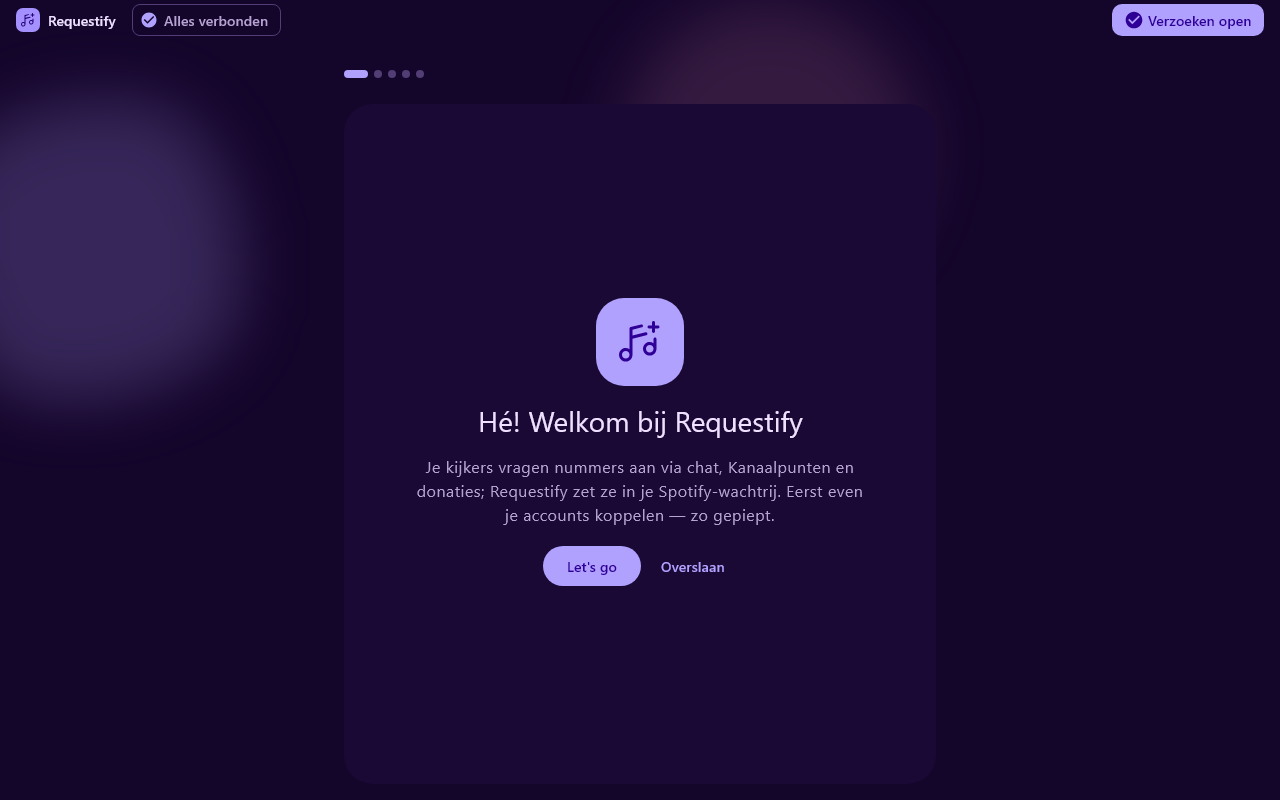 Requestify
Alles verbonden
Verzoeken open
Hé! Welkom bij Requestify
Je kijkers vragen nummers aan via chat, Kanaalpunten en
donaties; Requestify zet ze in je Spotify-wachtrij. Eerst even
je accounts koppelen — zo gepiept.
Let's go
Overslaan